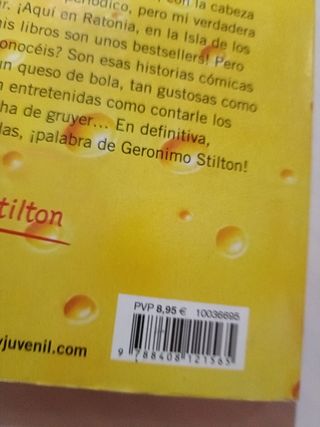 periódico, pero mi verdadera
¡Aquí en Ratonia, en la Isla de los
mis libros son unos bestsellers! Pero
conocéis? Son esas historias cómicas
un queso de bola, tan gustosas como
entretenidas como contarle los
de gruyer... En definitiva,
¡palabra de Geronimo Stilton!
Stilton
PVP 8,95 € 10036695
juvenil.com
9 788408 121565